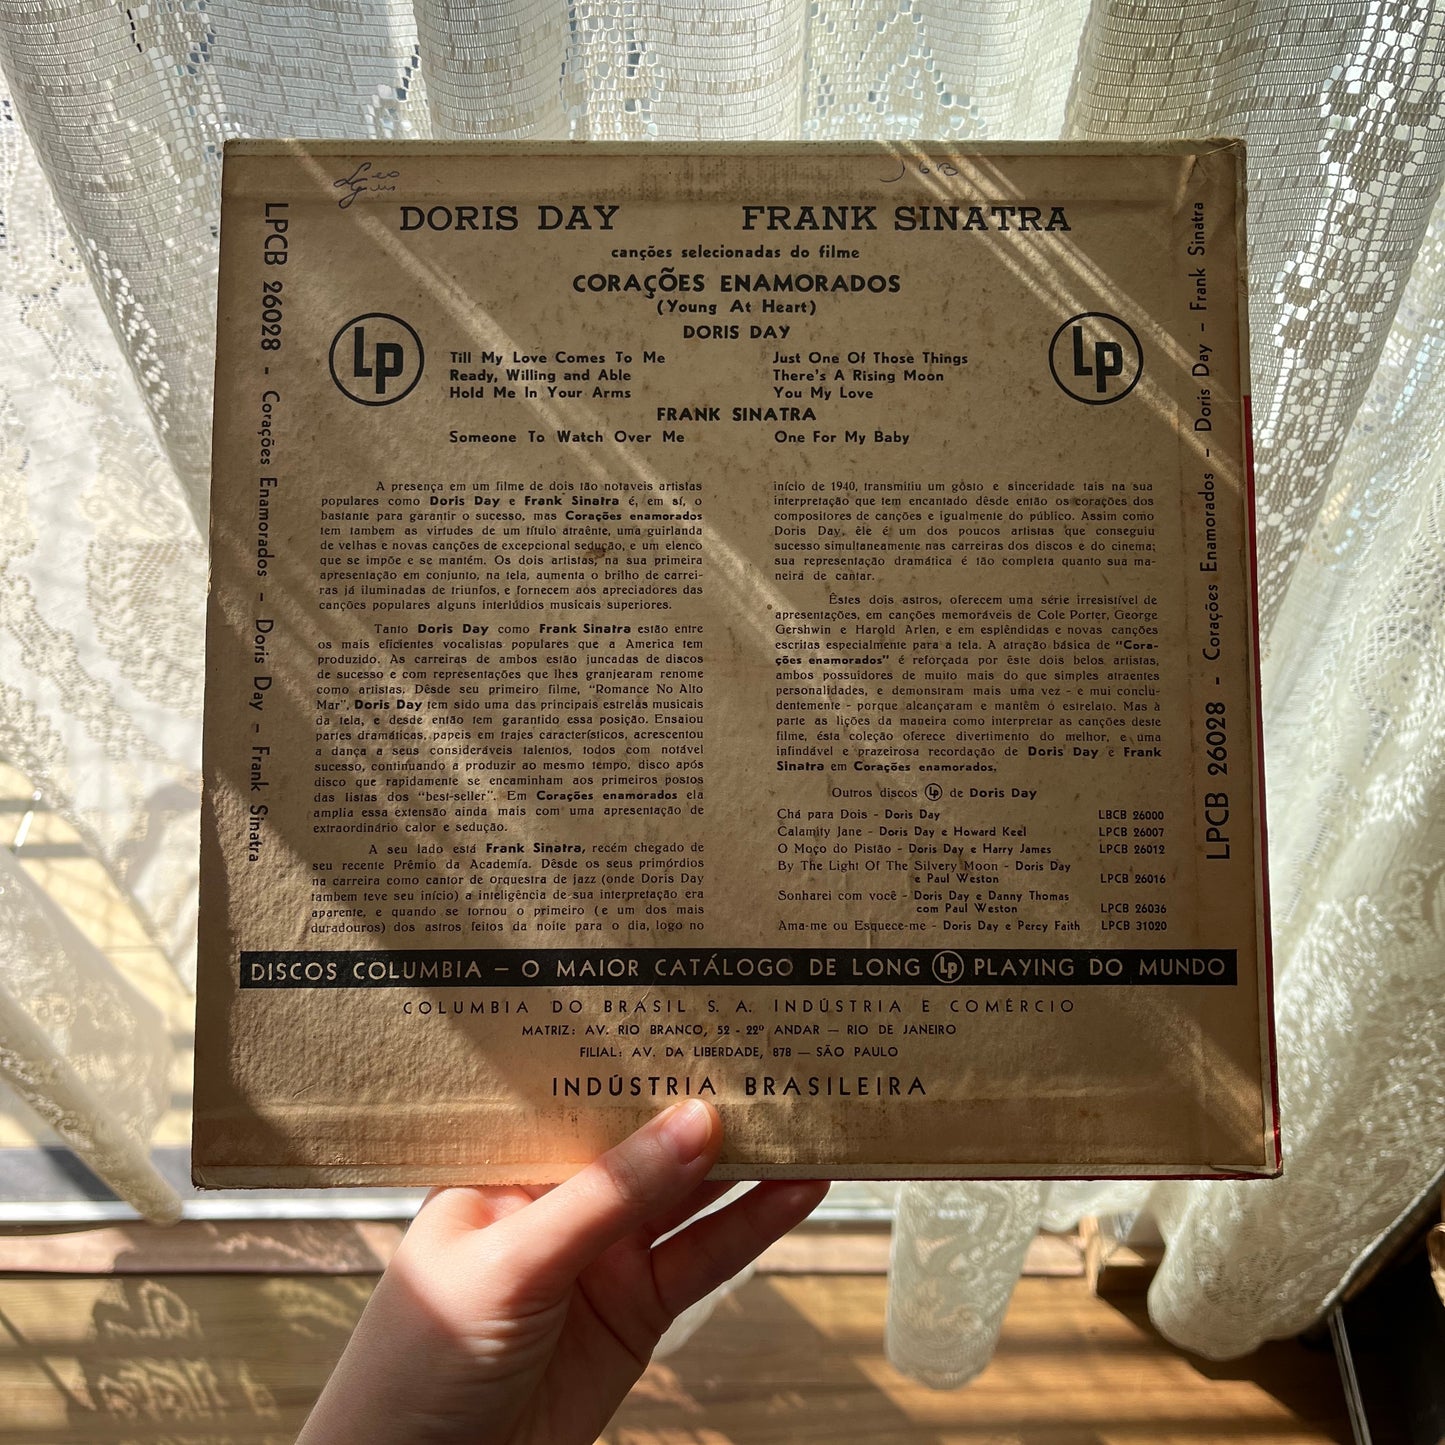 DORIS DAY FRANK SINATRA
canções selecionadas do filme
CORAÇÕES ENAMORADOS
(Young At Heart)
DORIS DAY
Till My Love Comes To Me
Ready, Willing and Able
Hold Me In Your Arms
Just One Of Those Things
There's A Rising Moon
You My Love
Lp
Lp
FRANK SINATRA
Someone To Watch Over Me
One For My Baby
A presença em um filme de dois tão notaveis artistas
populares como Doris Day e Frank Sinatra é, em sí, o
bastante para garantir o sucesso, mas Corações enamorados
tem tambem as virtudes de um título atraênte, uma guirlanda
de velhas e novas canções de excepcional sedução, e um elenco
que se impõe e se mantém. Os dois artistas, na sua primeira
apresentação em conjunto, na tela, aumenta o brilho de carrei-
ras já iluminadas de triunfos, e fornecem aos apreciadores das
canções populares alguns interlúdios musicais superiores.
Tanto Doris Day como Frank Sinatra estão entre
os mais eficientes vocalistas populares que a America tem
produzido. As carreiras de ambos estão juncadas de discos
de sucesso e com representações que lhes granjearam renome
como artistas. Dêsde seu primeiro filme, "Romance No Alto
Mar", Doris Day tem sido uma das principais estrelas musicais
da tela, e desde então tem garantido essa posição. Ensaiou
partes dramáticas, papeis em trajes característicos, acrescentou
a dança a seus consideráveis talentos, todos com notável
sucesso, continuando a produzir ao mesmo tempo, disco após
disco que rapidamente se encaminham aos primeiros postos
das listas dos "best-seller". Em Corações enamorados ela
amplia essa extensão ainda mais com uma apresentação de
extraordinário calor e sedução.
A seu lado está Frank Sinatra, recém chegado de
seu recente Prêmio da Academia. Dêsde os seus primórdios
na carreira como cantor de orquestra de jazz (onde Doris Day
tambem teve seu início) a inteligência de sua interpretação era
aparente, e quando se tornou o primeiro (e um dos mais
duradouros) dos astros feitos da noite para o dia, logo no
início de 1940, transmitiu um gôsto e sinceridade tais na sua
interpretação que tem encantado dêsde então os corações dos
compositores de canções e igualmente do público. Assim como
Doris Day, êle é um dos poucos artistas que conseguiu
sucesso simultaneamente nas carreiras dos discos e do cinema;
sua representação dramática é tão completa quanto sua ma-
neira de cantar.
Êstes dois astros, oferecem uma série irresistível de
apresentações, em canções memoráveis de Cole Porter, George
Gershwin e Harold Arlen, e em esplêndidas e novas canções
escritas especialmente para a tela. A atração básica de "Cora-
ções enamorados" é reforçada por êste dois belos artistas,
ambos possuidores de muito mais do que simples atraentes
personalidades, e demonstram mais uma vez - e mui conclu-
dentemente - porque alcançaram e mantêm ó estrelato. Mas à
parte as lições da maneira como interpretar as canções deste
filme, ésta coleção oferece divertimento do melhor, e uma
infindável e prazeirosa recordação de Doris Day e Frank
Sinatra em Corações enamorados.
Outros discos Lp de Doris Day
Chá para Dois - Doris Day LBCB 26000
Calamity Jane - Doris Day e Howard Keel LPCB 26007
O Moço do Pistão - Doris Day e Harry James LPCB 26012
By The Light Of The Silvery Moon - Doris Day
e Paul Weston LPCB 26016
Sonharei com você - Doris Day e Danny Thomas
com Paul Weston LPCB 26036
Ama-me ou Esquece-me - Doris Day e Percy Faith LPCB 31020
DISCOS COLUMBIA — O MAIOR CATÁLOGO DE LONG Lp PLAYING DO MUNDO
COLUMBIA DO BRASIL S. A. INDÚSTRIA E COMÉRCIO
MATRIZ: AV. RIO BRANCO, 52 - 22º ANDAR — RIO DE JANEIRO
FILIAL: AV. DA LIBERDADE, 878 — SÃO PAULO
INDÚSTRIA BRASILEIRA
LPCB 26028 - Corações Enamorados - Doris Day - Frank Sinatra
LPCB 26028 - Corações Enamorados - Doris Day - Frank Sinatra